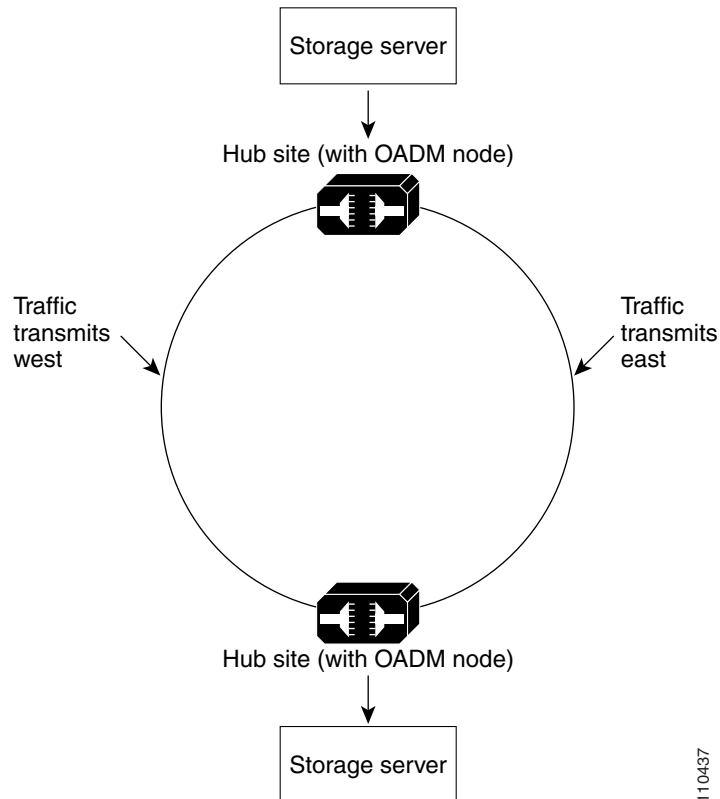 Storage server
Hub site (with OADM node)
Traffic
transmits
west
Traffic
transmits
east
Hub site (with OADM node)
Storage server
110437